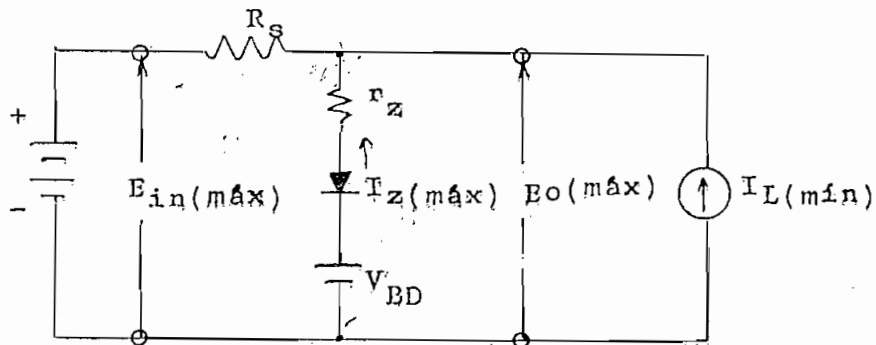 R_s
r_z
+
-
E_in(máx)
I_z(máx)
Eo(máx)
I_L(mín)
V_BD